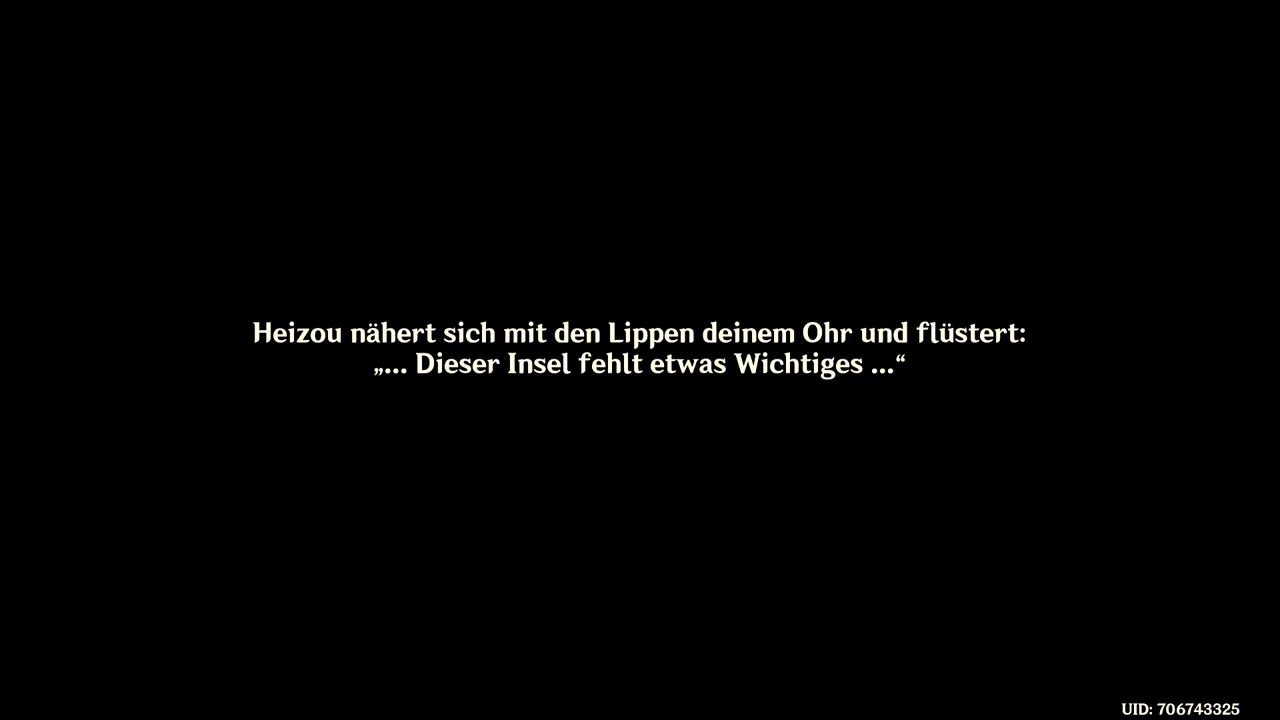 Heizou nähert sich mit den Lippen deinem Ohr und flüstert:
„... Dieser Insel fehlt etwas Wichtiges ...“
UID: 706743325